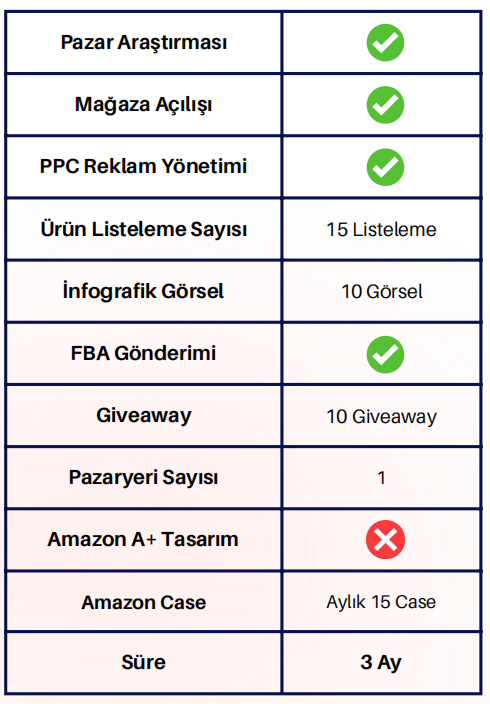 Pazar Araştırması
Mağaza Açılışı
PPC Reklam Yönetimi
Ürün Listeleme Sayısı 15 Listeleme
İnfografik Görsel 10 Görsel
FBA Gönderimi
Giveaway 10 Giveaway
Pazaryeri Sayısı 1
Amazon A+ Tasarım
Amazon Case Aylık 15 Case
Süre 3 Ay